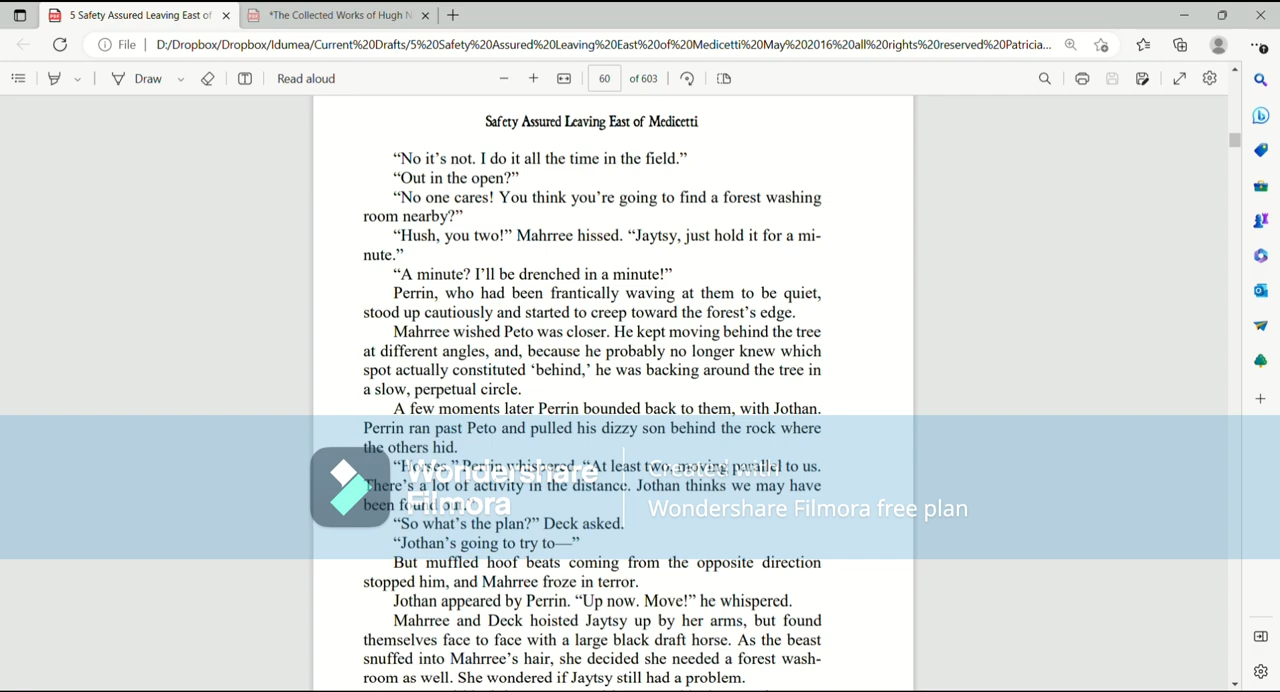 5 Safety Assured Leaving East of
*The Collected Works of Hugh N
File
D:/Dropbox/Dropbox/Idumea/Current%20Drafts/5%20Safety%20Assured%20Leaving%20East%20of%20Medicetti%20May%202016%20all%20rights%20reserved%20Patricia...
Draw
Read aloud
60
of 603
Safety Assured Leaving East of Medicetti
“No it’s not. I do it all the time in the field.”
“Out in the open?”
“No one cares! You think you’re going to find a forest washing
room nearby?”
“Hush, you two!” Mahrree hissed. “Jaytsy, just hold it for a mi-
nute.”
“A minute? I’ll be drenched in a minute!”
Perrin, who had been frantically waving at them to be quiet,
stood up cautiously and started to creep toward the forest’s edge.
Mahrree wished Peto was closer. He kept moving behind the tree
at different angles, and, because he probably no longer knew which
spot actually constituted ‘behind,’ he was backing around the tree in
a slow, perpetual circle.
A few moments later Perrin bounded back to them, with Jothan.
Perrin ran past Peto and pulled his dizzy son behind the rock where
the others hid.
“Horses,” Perrin whispered. “At least two, moving parallel to us.
There’s a lot of activity in the distance. Jothan thinks we may have
been found out.”
“So what’s the plan?” Deck asked.
“Jothan’s going to try to—”
But muffled hoof beats coming from the opposite direction
stopped him, and Mahrree froze in terror.
Jothan appeared by Perrin. “Up now. Move!” he whispered.
Mahrree and Deck hoisted Jaytsy up by her arms, but found
themselves face to face with a large black draft horse. As the beast
snuffed into Mahrree’s hair, she decided she needed a forest wash-
room as well. She wondered if Jaytsy still had a problem.
Wondershare
Filmora
Created with
Wondershare Filmora free plan